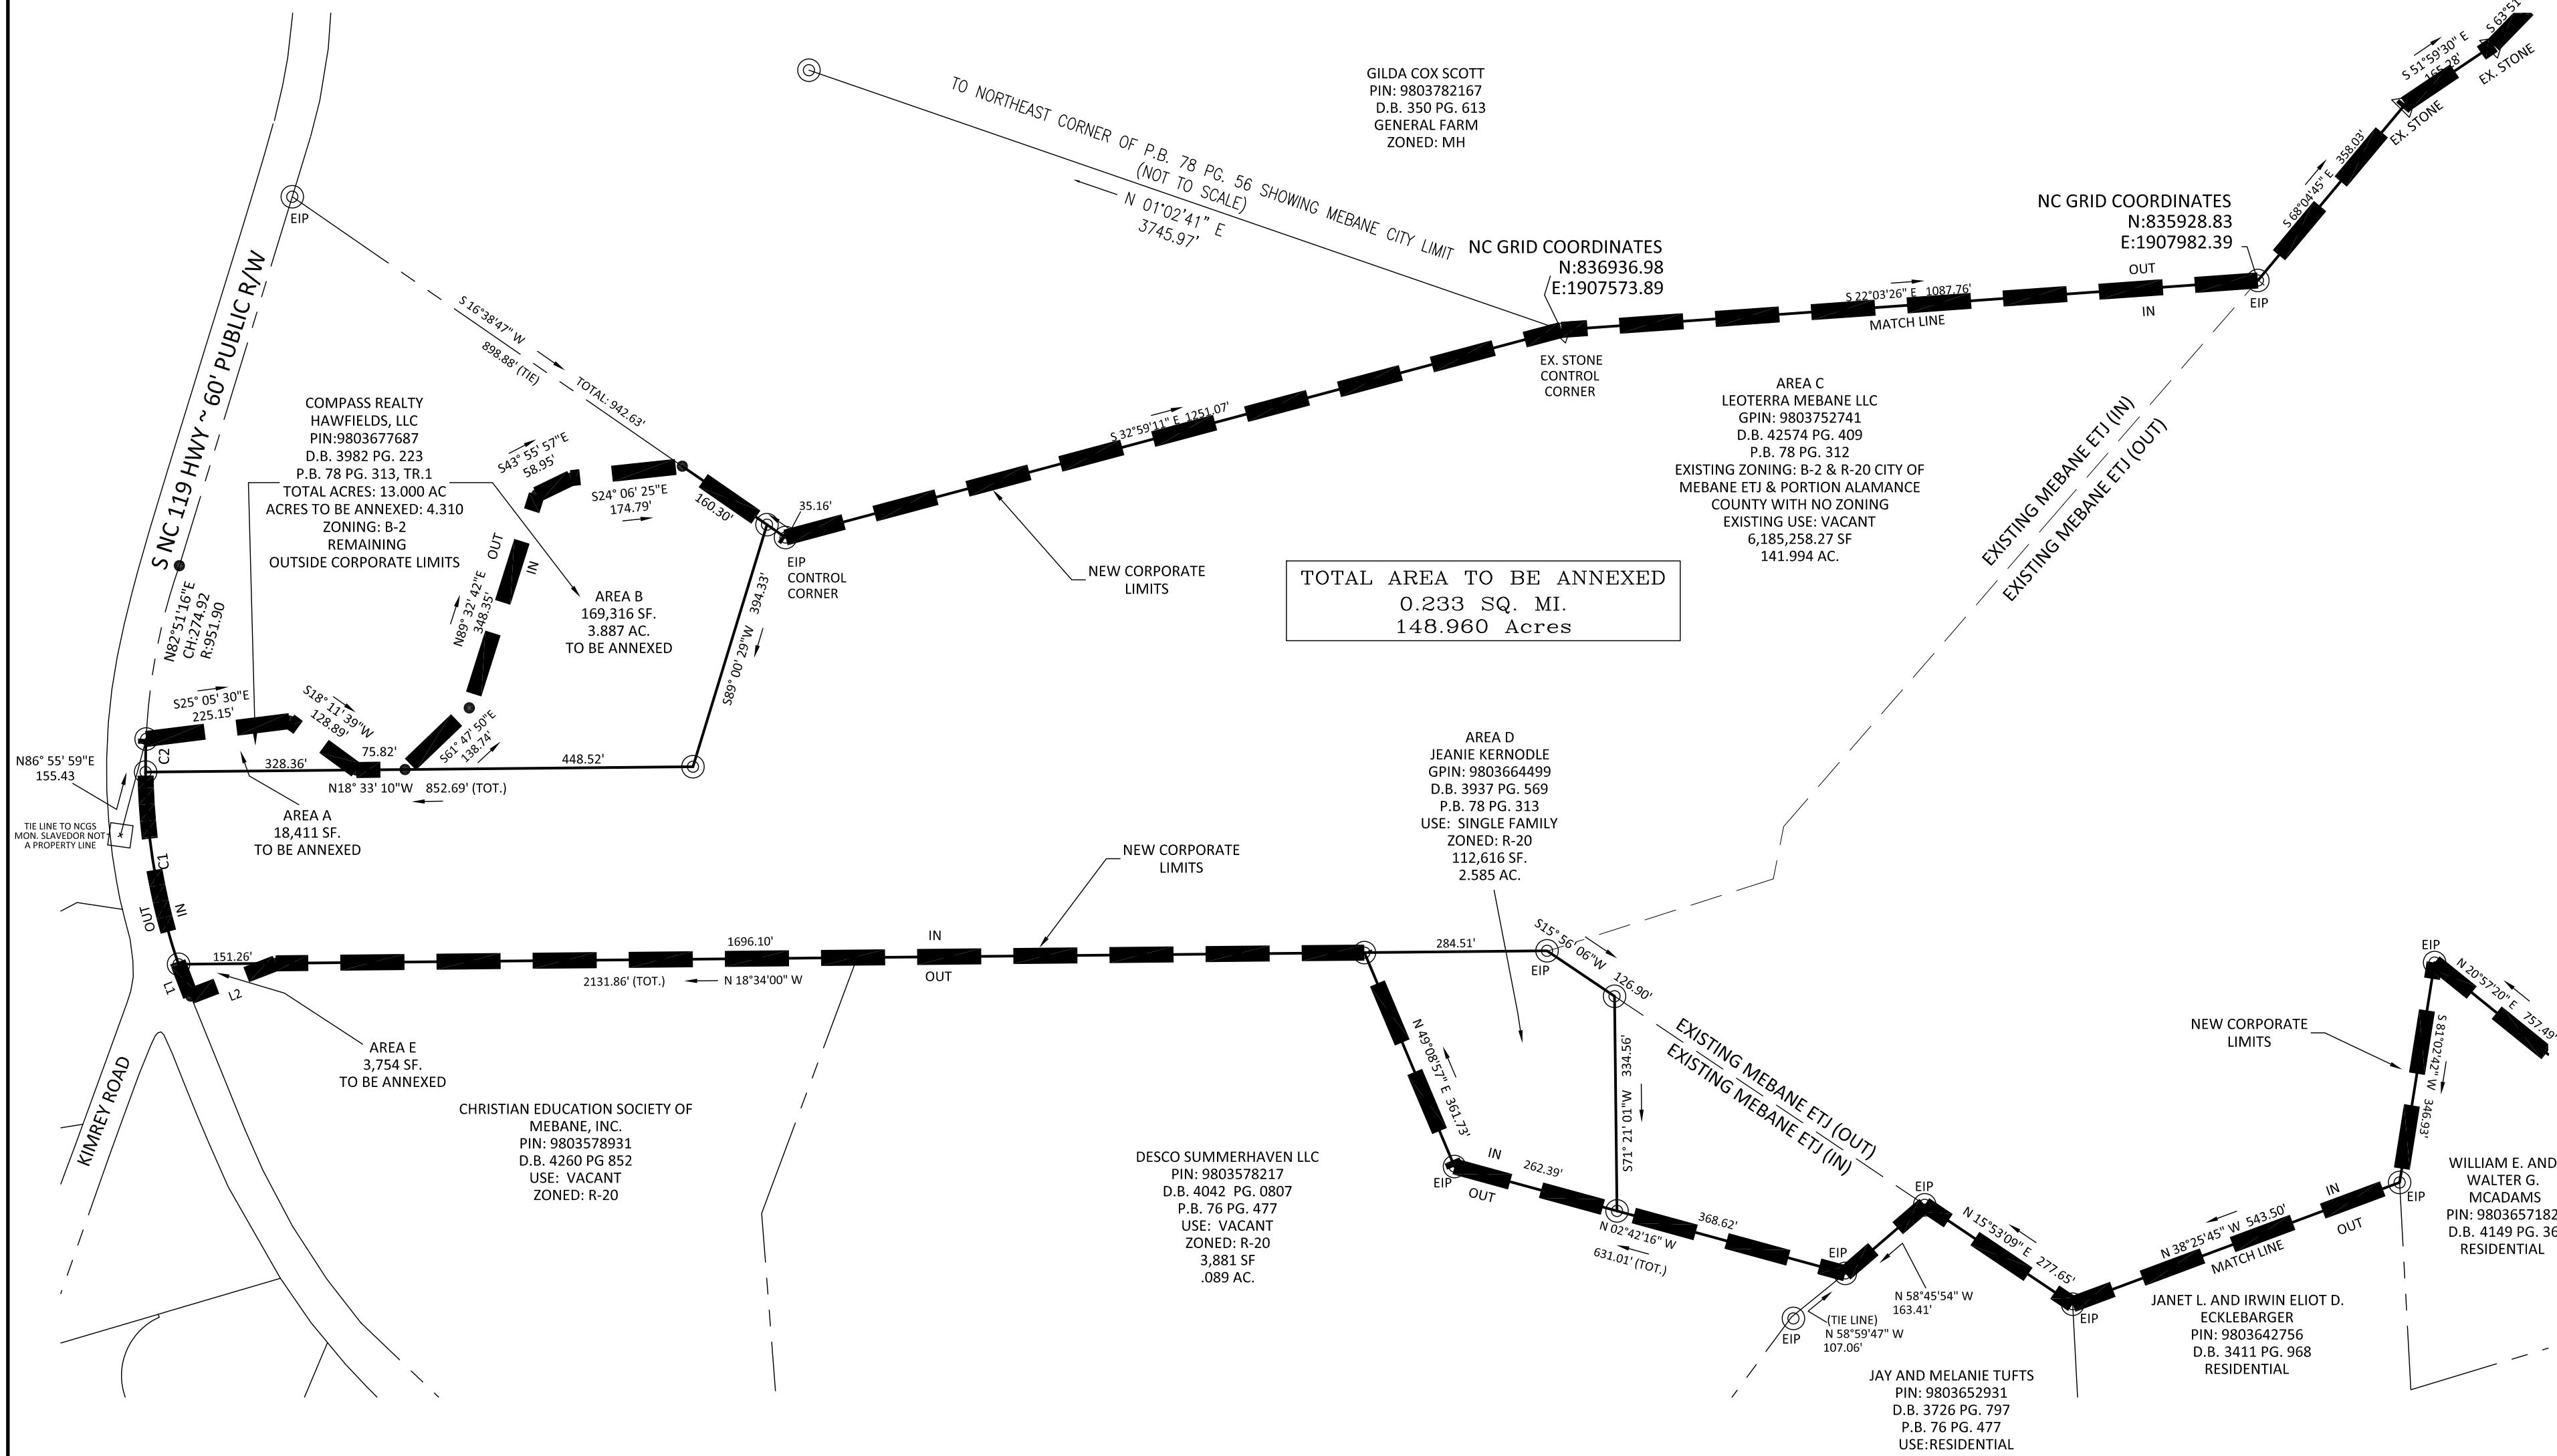 S 63°51'
S 51°59'30" E
165.28'
EX. STONE
EX. STONE
GILDA COX SCOTT
PIN: 9803782167
D.B. 350 PG. 613
GENERAL FARM
ZONED: MH
TO NORTHEAST CORNER OF P.B. 78 PG. 56 SHOWING MEBANE CITY LIMIT
(NOT TO SCALE)
N 01°02'41" E
3745.97'
EIP
S NC 119 HWY ~ 60' PUBLIC R/W
S 16°38'47" W
898.88' (TIE)
TOTAL: 942.63'
NC GRID COORDINATES
N:836936.98
E:1907573.89
NC GRID COORDINATES
N:835928.83
E:1907982.39
S 68°04'45" E
358.03'
S 22°03'26" E 1087.76'
MATCH LINE
OUT
IN
EIP
EX. STONE
CONTROL
CORNER
S 32°59'11" E 1251.07'
COMPASS REALTY
HAWFIELDS, LLC
PIN:9803677687
D.B. 3982 PG. 223
P.B. 78 PG. 313, TR.1
TOTAL ACRES: 13.000 AC
ACRES TO BE ANNEXED: 4.310
ZONING: B-2
REMAINING
OUTSIDE CORPORATE LIMITS
S43° 55' 57"E
58.95'
S24° 06' 25"E
174.79'
160.30'
35.16'
EIP
CONTROL
CORNER
OUT
IN
N89° 32' 42"E
348.35'
AREA B
169,316 SF.
3.887 AC.
TO BE ANNEXED
S89° 00' 29"W 394.33'
NEW CORPORATE
LIMITS
AREA C
LEOTERRA MEBANE LLC
GPIN: 9803752741
D.B. 42574 PG. 409
P.B. 78 PG. 312
EXISTING ZONING: B-2 & R-20 CITY OF
MEBANE ETJ & PORTION ALAMANCE
COUNTY WITH NO ZONING
EXISTING USE: VACANT
6,185,258.27 SF
141.994 AC.
TOTAL AREA TO BE ANNEXED
0.233 SQ. MI.
148.960 Acres
EXISTING MEBANE ETJ (IN)
EXISTING MEBANE ETJ (OUT)
N82°51'16"E
CH:274.92
R:951.90
S25° 05' 30"E
225.15'
S18° 11' 39"W
128.89'
C2
N86° 55' 59"E
155.43
328.36'
75.82'
S61° 47' 50"E
138.74'
448.52'
N18° 33' 10"W 852.69' (TOT.)
AREA A
18,411 SF.
TO BE ANNEXED
TIE LINE TO NCGS
MON. SLAVEDOR NOT
A PROPERTY LINE
C1
OUT
IN
NEW CORPORATE
LIMITS
AREA D
JEANIE KERNODLE
GPIN: 9803664499
D.B. 3937 PG. 569
P.B. 78 PG. 313
USE: SINGLE FAMILY
ZONED: R-20
112,616 SF.
2.585 AC.
151.26'
1696.10'
IN
OUT
2131.86' (TOT.)
N 18°34'00" W
284.51'
EIP
S15° 56' 06"W 126.90'
L1
L2
AREA E
3,754 SF.
TO BE ANNEXED
KIMREY ROAD
CHRISTIAN EDUCATION SOCIETY OF
MEBANE, INC.
PIN: 9803578931
D.B. 4260 PG 852
USE: VACANT
ZONED: R-20
N 49°08'57" E 361.73'
S71° 21' 01"W 334.56'
EXISTING MEBANE ETJ (OUT)
EXISTING MEBANE ETJ (IN)
DESCO SUMMERHAVEN LLC
PIN: 9803578217
D.B. 4042 PG. 0807
P.B. 76 PG. 477
USE: VACANT
ZONED: R-20
3,881 SF
.089 AC.
EIP
IN
OUT
262.39'
N 02°42'16" W
631.01' (TOT.)
368.62'
EIP
EIP
N 58°45'54" W
163.41'
(TIE LINE)
N 58°59'47" W
107.06'
EIP
N 15°53'09" E 277.65'
EIP
N 38°25'45" W 543.50'
MATCH LINE
IN
OUT
NEW CORPORATE
LIMITS
EIP
N 20°57'20" E 757.49'
S 81°02'42" W 346.93'
EIP
WILLIAM E. AND
WALTER G.
MCADAMS
PIN: 9803657182
D.B. 4149 PG. 36
RESIDENTIAL
JANET L. AND IRWIN ELIOT D.
ECKLEBARGER
PIN: 9803642756
D.B. 3411 PG. 968
RESIDENTIAL
JAY AND MELANIE TUFTS
PIN: 9803652931
D.B. 3726 PG. 797
P.B. 76 PG. 477
USE:RESIDENTIAL